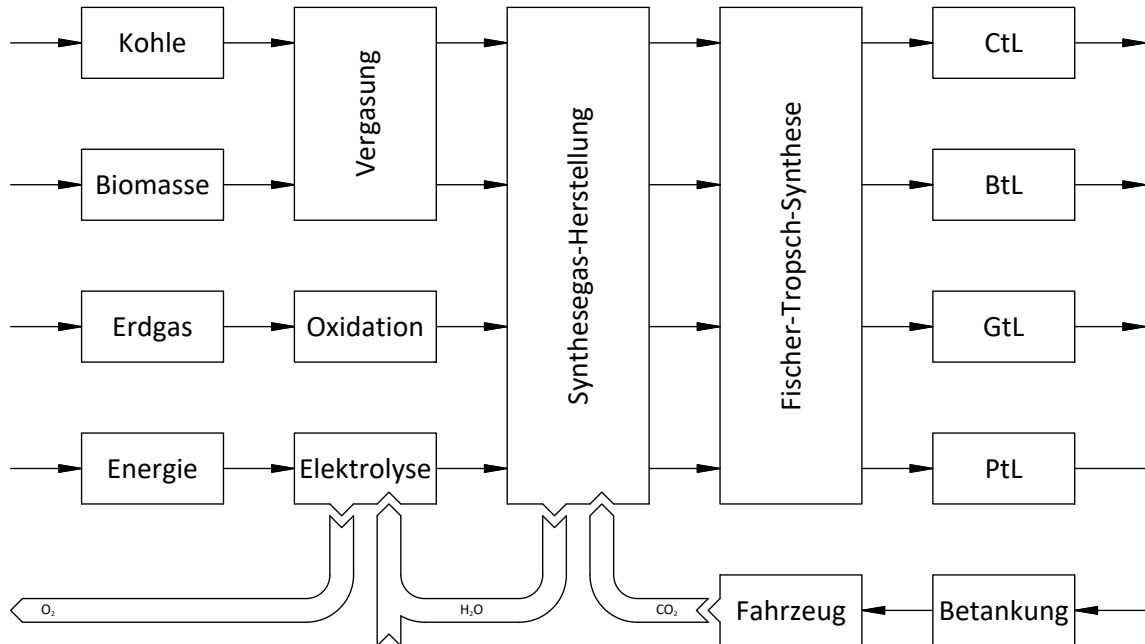 Kohle
Vergasung
Synthesegas-Herstellung
Fischer-Tropsch-Synthese
CtL
Biomasse
BtL
Erdgas
Oxidation
GtL
Energie
Elektrolyse
PtL
O₂
H₂O
CO₂
Fahrzeug
Betankung